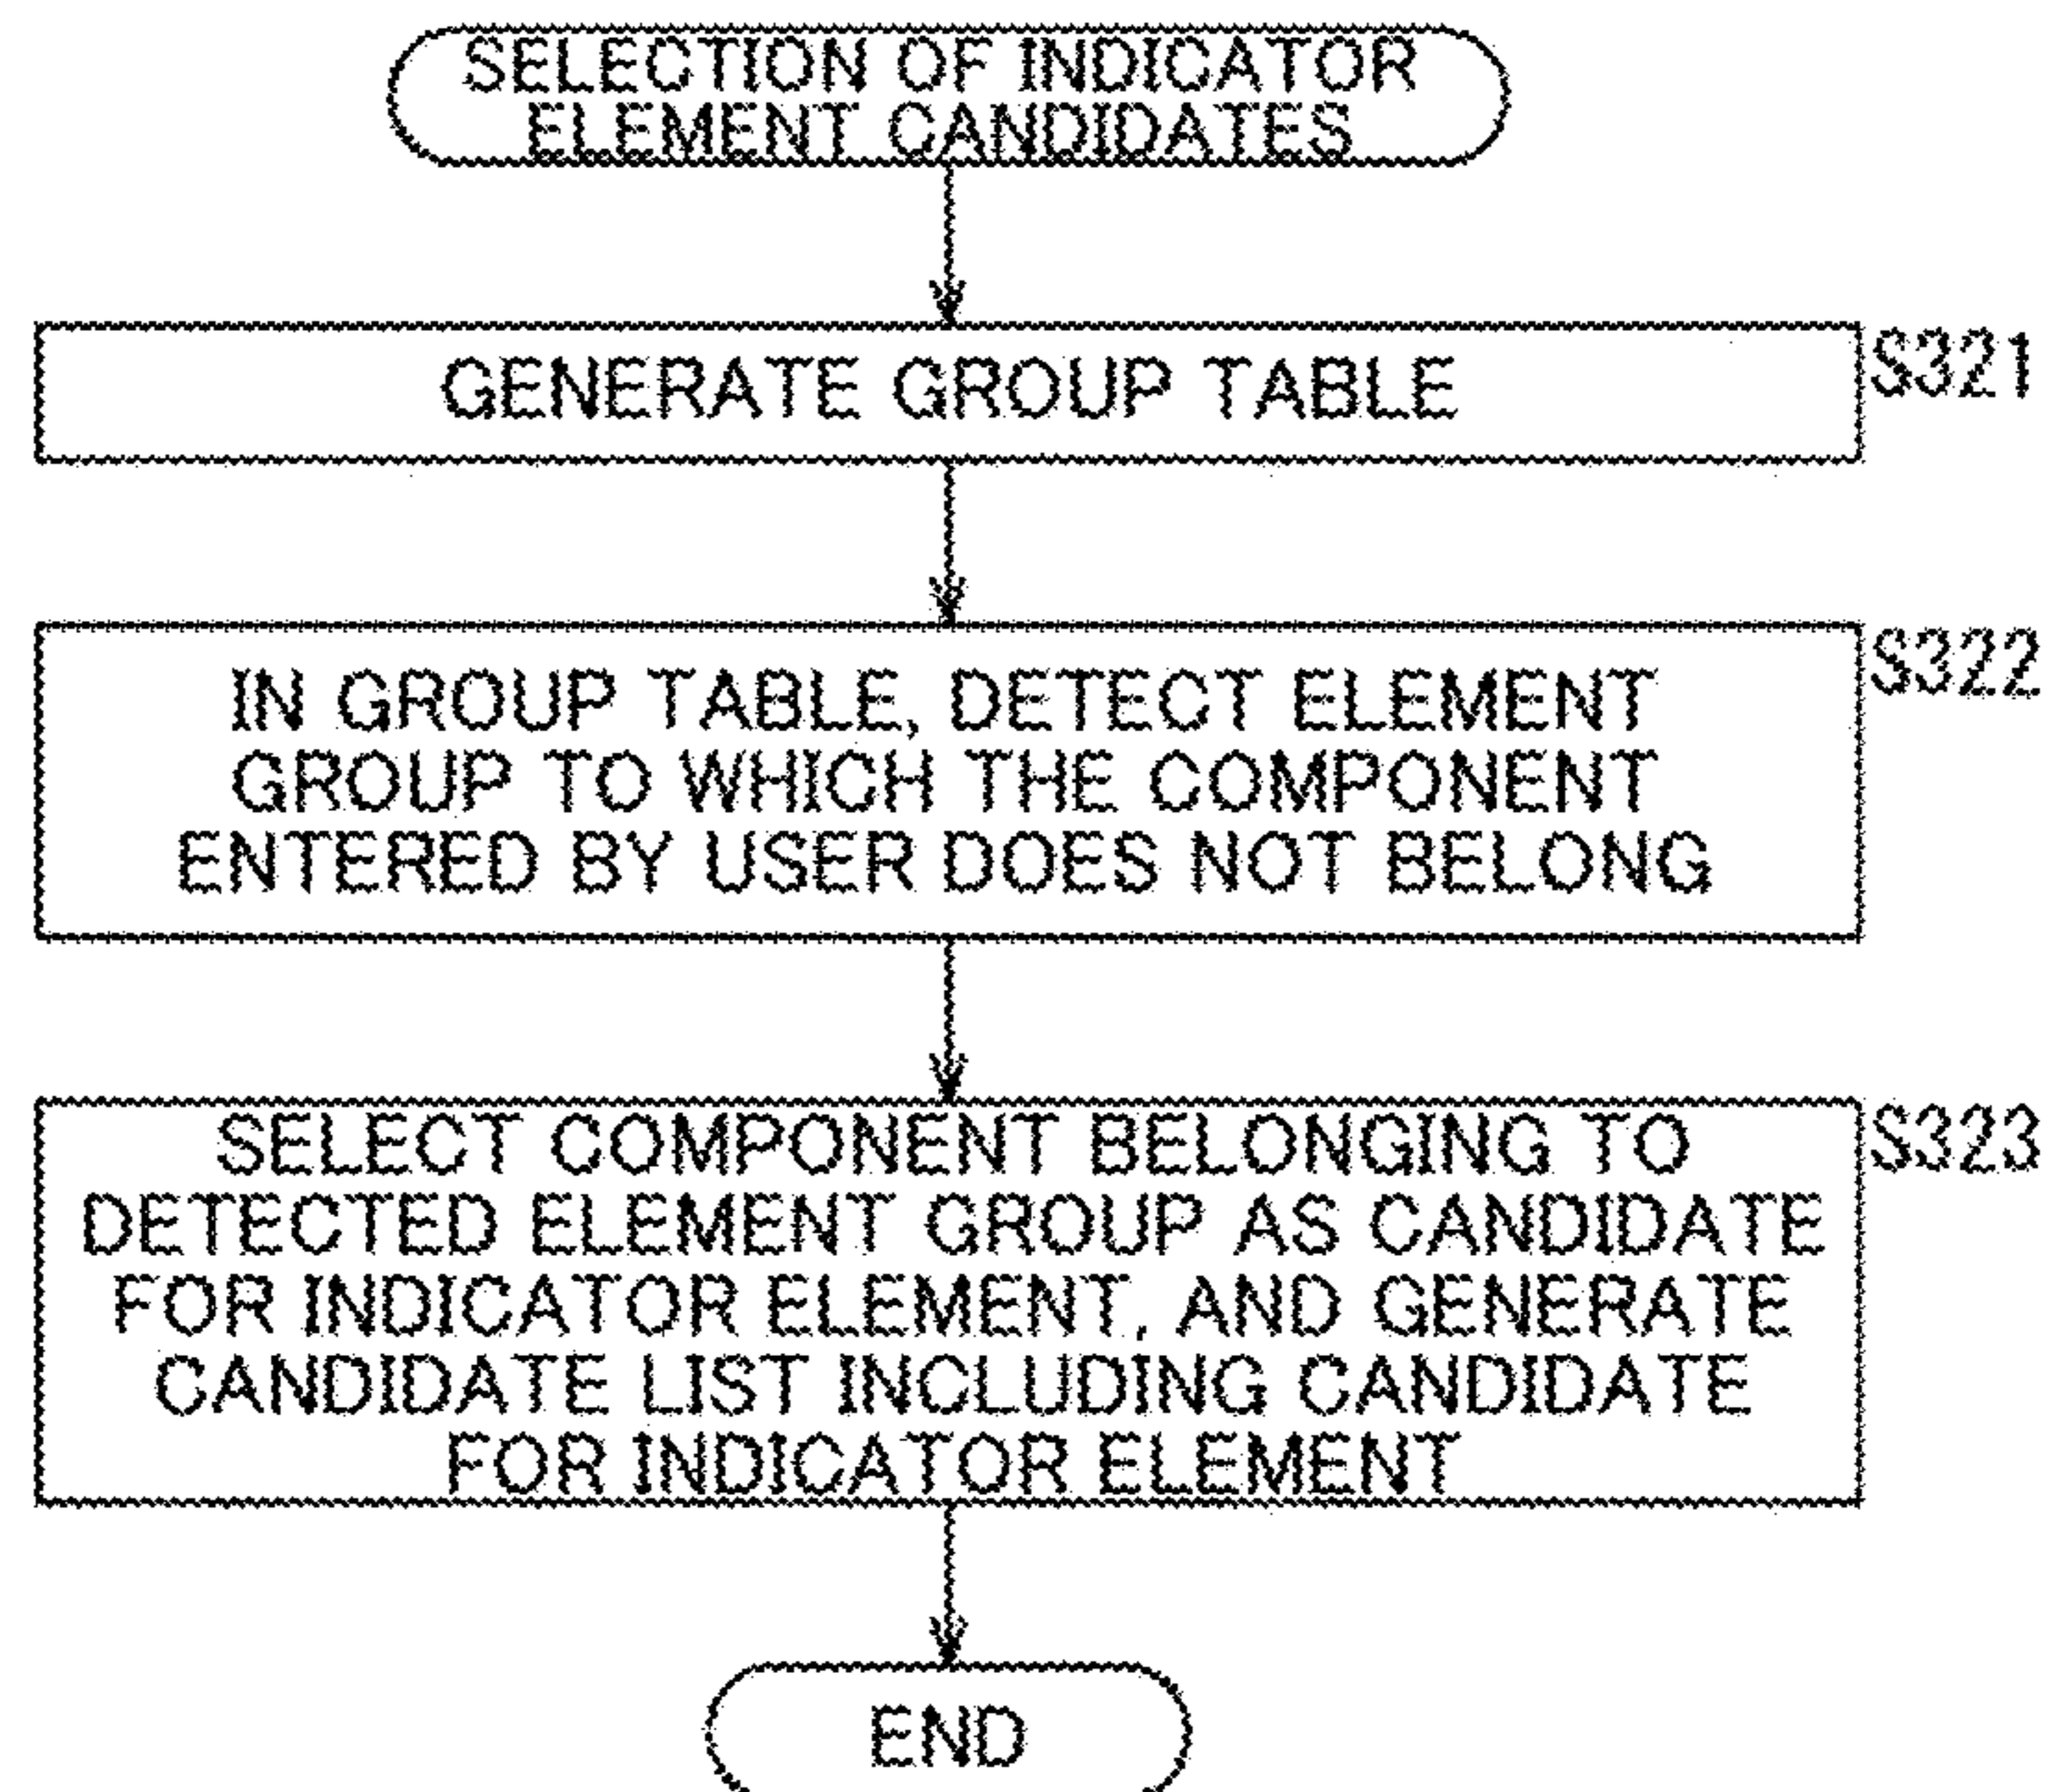 SELECTION OF INDICATOR
ELEMENT CANDIDATES
GENERATE GROUP TABLE
S321
IN GROUP TABLE, DETECT ELEMENT
GROUP TO WHICH THE COMPONENT
ENTERED BY USER DOES NOT BELONG
S322
SELECT COMPONENT BELONGING TO
DETECTED ELEMENT GROUP AS CANDIDATE
FOR INDICATOR ELEMENT, AND GENERATE
CANDIDATE LIST INCLUDING CANDIDATE
FOR INDICATOR ELEMENT
S323
END